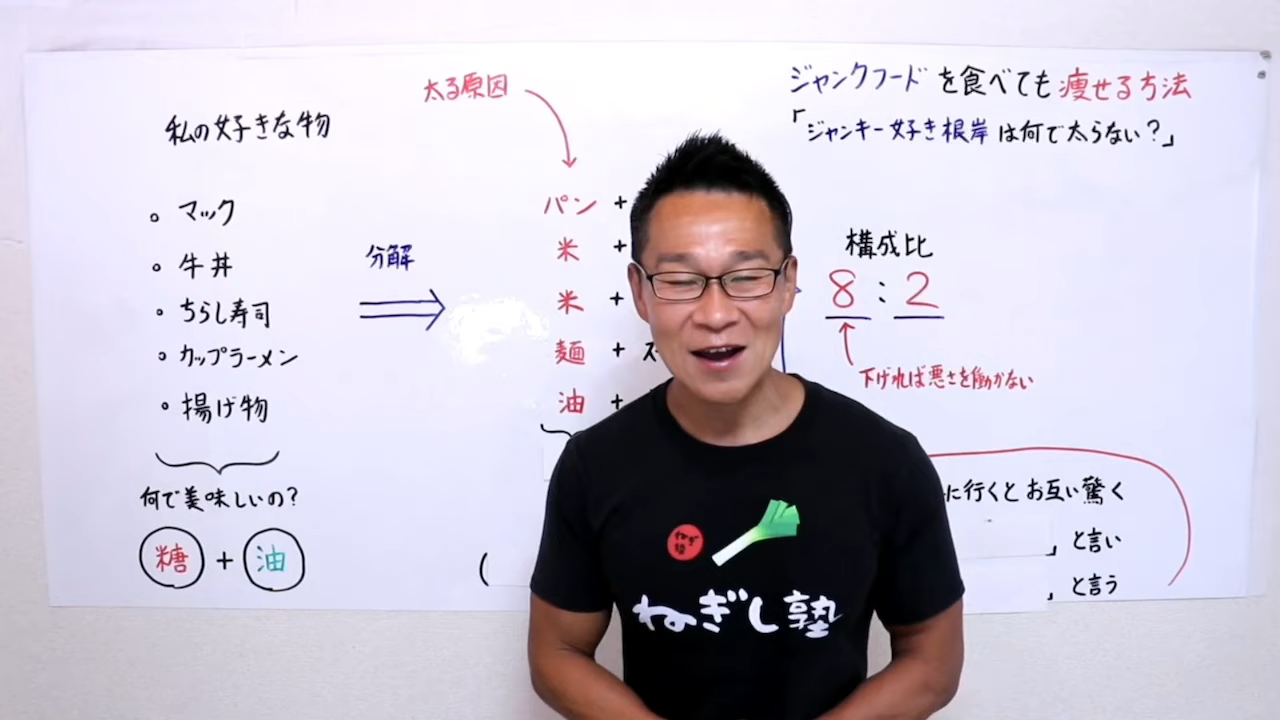 ジャンクフードを食べても痩せる方法
「ジャンキー好き根岸は何で太らない?」
私の好きな物
マック
牛丼
ちらし寿司
カップラーメン
揚げ物
何で美味しいの?
糖 + 油
分解
太る原因
パン +
米 +
米 +
麺 + ス
油 +
(
構成比
8 : 2
下げれば悪さを働かない
に行くとお互い驚く
」と言い
」と言う
ねぎ塾
ねぎし塾